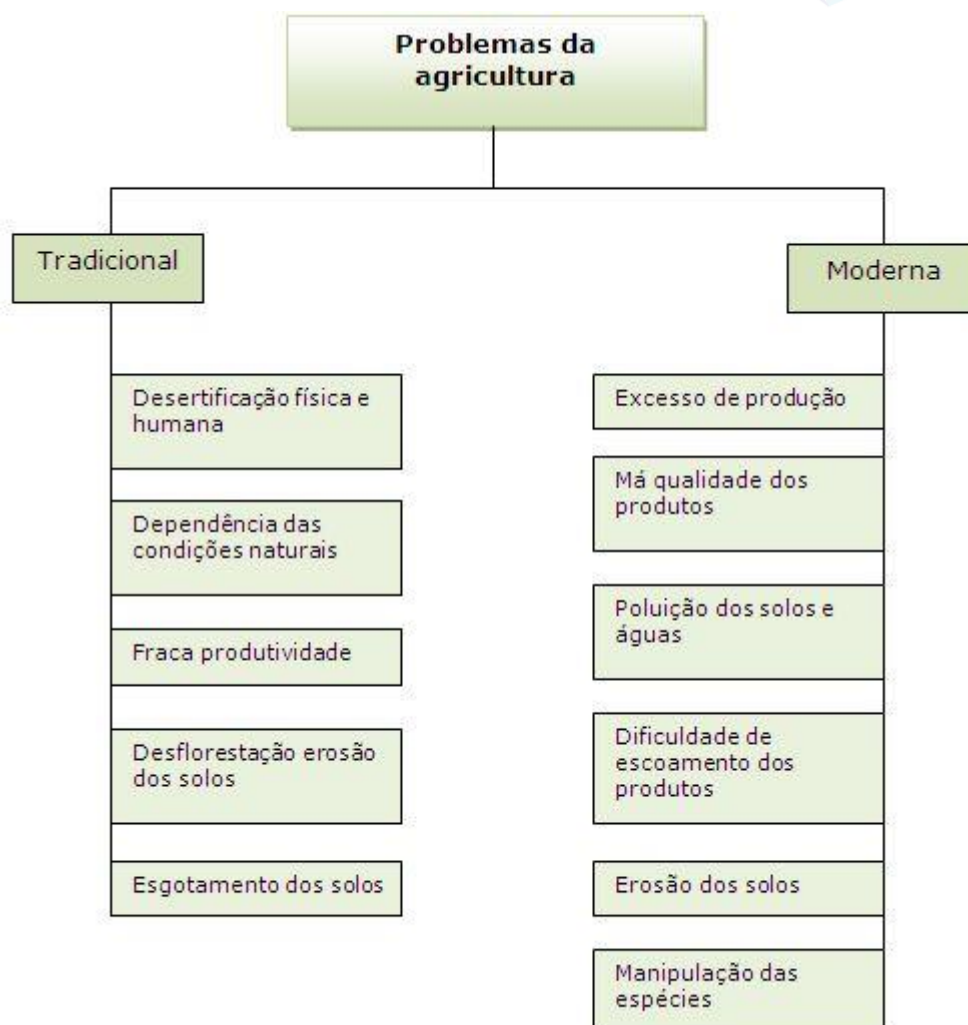 Problemas da
agricultura
Tradicional
Moderna
Desertificação física e
humana
Dependência das
condições naturais
Fraca produtividade
Desflorestação erosão
dos solos
Esgotamento dos solos
Excesso de produção
Má qualidade dos
produtos
Poluição dos solos e
águas
Dificuldade de
escoamento dos
produtos
Erosão dos solos
Manipulação das
espécies